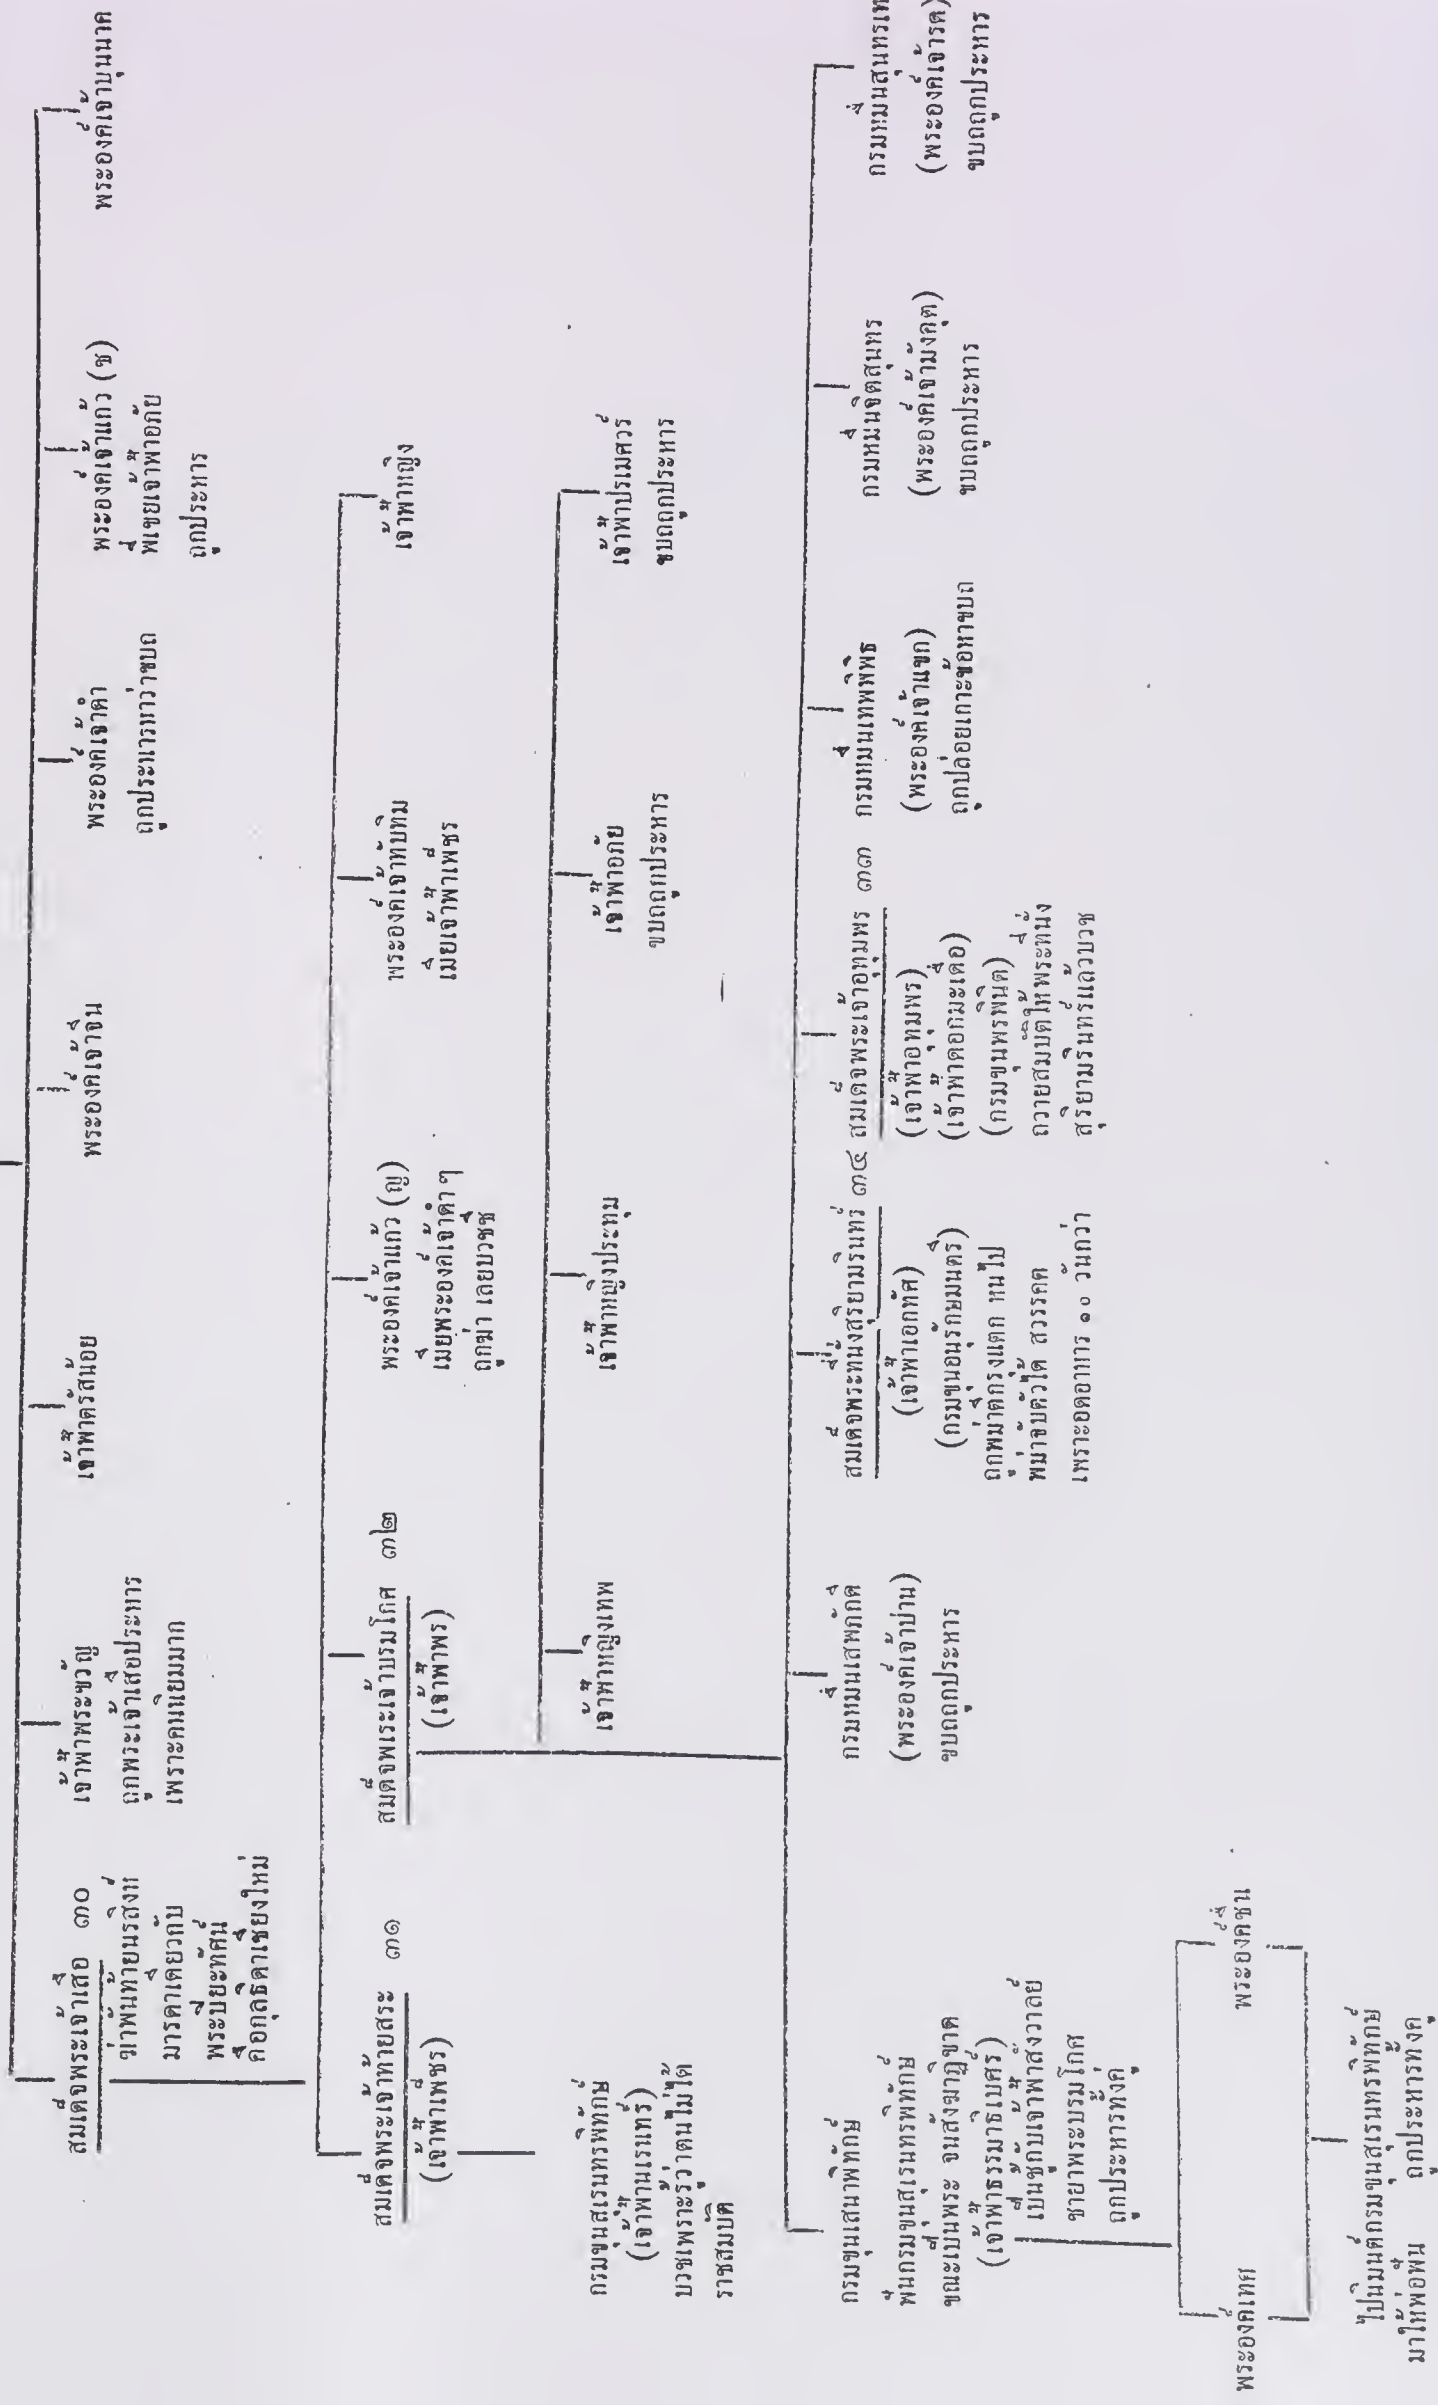 สมเด็จพระเจ้าเสือ ๓๐
ฆ่าพันท้ายนรสิงห์
มารดาเดียวกับ
พระปิยะทัศน์
คือกุลธิดาเชียงใหม่
เจ้าฟ้าพระขวัญ
ถูกพระเจ้าเสือประหาร
เพราะคนนิยมมาก
เจ้าฟ้าตรัสน้อย
พระองค์เจ้าจีน
พระองค์เจ้าดำ
ถูกประหารหาว่าขบถ
พระองค์เจ้าแก้ว (ช)
พี่เขยเจ้าฟ้าอภัย
ถูกประหาร
พระองค์เจ้าบุนนาค
สมเด็จพระเจ้าท้ายสระ ๓๑
(เจ้าฟ้าเพ็ชร)
สมเด็จพระเจ้าบรมโกศ ๓๒
(เจ้าฟ้าพร)
พระองค์เจ้าแก้ว (ญ)
เมียพระองค์เจ้าดำ ๆ
ถูกฆ่า เลยบวชชี
พระองค์เจ้าทับทิม
เมียเจ้าฟ้าเพ็ชร
เจ้าฟ้าหญิง
กรมขุนสุเรนทรพิทักษ์
(เจ้าฟ้านเรนทร์)
บวชเพราะรู้ว่าตนไม่ได้
ราชสมบัติ
เจ้าฟ้าหญิงเทพ
เจ้าฟ้าหญิงประทุม
เจ้าฟ้าอภัย
ขบถถูกประหาร
เจ้าฟ้าปรเมศวร์
ขบถถูกประหาร
กรมขุนเสนาพิทักษ์
ฟันกรมขุนสุเรนทรพิทักษ์
ขณะเป็นพระ จนสังฆาฏิขาด
(เจ้าฟ้าธรรมาธิเบศร์)
เป็นชู้กับเจ้าฟ้าสังวาลย์
ชายาพระบรมโกศ
ถูกประหารทั้งคู่
กรมหมื่นเสพภักดี
(พระองค์เจ้าปาน)
ขบถถูกประหาร
สมเด็จพระที่นั่งสุริยามรินทร์ ๓๔
(เจ้าฟ้าเอกทัศ)
(กรมขุนอนุรักษมนตรี)
ถูกพม่าตีกรุงแตก หนีไป
พม่าจับตัวได้ สวรรคต
เพราะอดอาหาร ๑๐ วันกว่า
สมเด็จพระเจ้าอุทุมพร ๓๓
(เจ้าฟ้าอุทุมพร)
(เจ้าฟ้าดอกมะเดื่อ)
(กรมขุนพรพินิต)
ถวายสมบัติให้พระที่นั่ง
สุริยามรินทร์แล้วบวช
กรมหมื่นเทพพิพิธ
(พระองค์เจ้าแขก)
ถูกปล่อยเกาะข้อหาขบถ
กรมหมื่นจิตสุนทร
(พระองค์เจ้ามังคุด)
ขบถถูกประหาร
กรมหมื่นสุนทรเท
(พระองค์เจ้ารด)
ขบถถูกประหาร
พระองค์เทศ
พระองค์ชื่น
ไปนิมนต์กรมขุนสุเรนทรพิทักษ์
มาให้พ่อฟัน ถูกประหารทั้งคู่